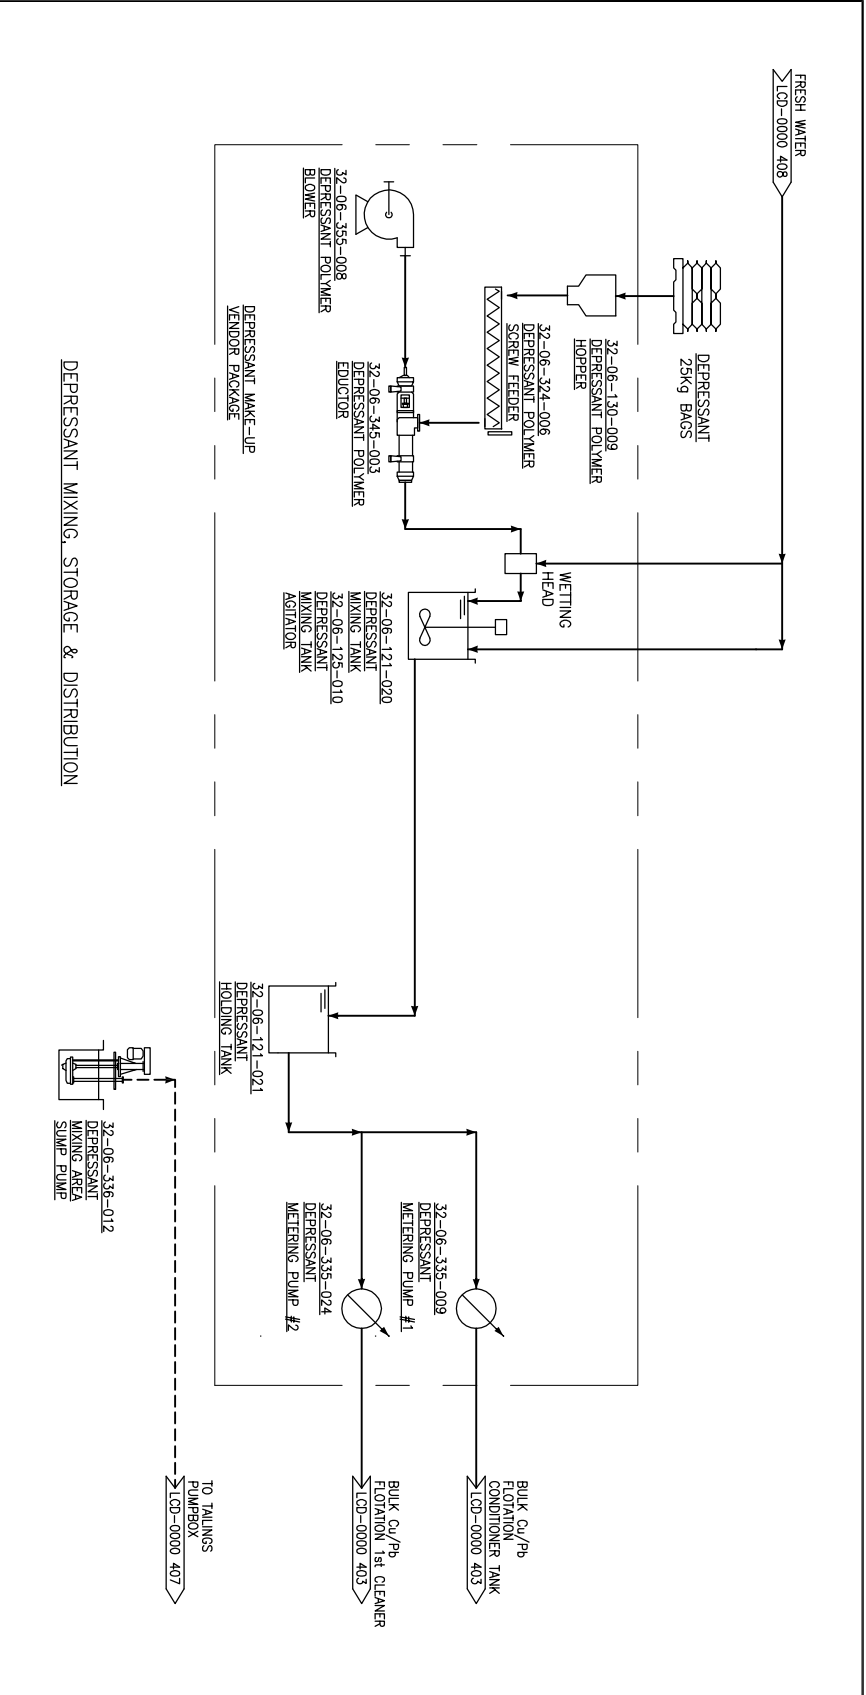 FRESH WATER
LCD-0000 408
DEPRESSANT
25Kg BAGS
32-06-130-009
DEPRESSANT POLYMER
HOPPER
32-06-324-006
DEPRESSANT POLYMER
SCREW FEEDER
32-06-355-008
DEPRESSANT POLYMER
BLOWER
32-06-345-003
DEPRESSANT POLYMER
EDUCTOR
DEPRESSANT MAKE-UP
VENDOR PACKAGE
WETTING
HEAD
32-06-121-020
DEPRESSANT
MIXING TANK
32-06-125-010
DEPRESSANT
MIXING TANK
AGITATOR
32-06-121-021
DEPRESSANT
HOLDING TANK
32-06-335-009
DEPRESSANT
METERING PUMP #1
32-06-335-024
DEPRESSANT
METERING PUMP #2
32-06-336-012
DEPRESSANT
MIXING AREA
SUMP PUMP
BULK Cu/Pb
FLOTATION
CONDITIONER TANK
LCD-0000 403
BULK Cu/Pb
FLOTATION 1st CLEANER
LCD-0000 403
TO TAILINGS
PUMPBOX
LCD-0000 407
DEPRESSANT MIXING, STORAGE & DISTRIBUTION